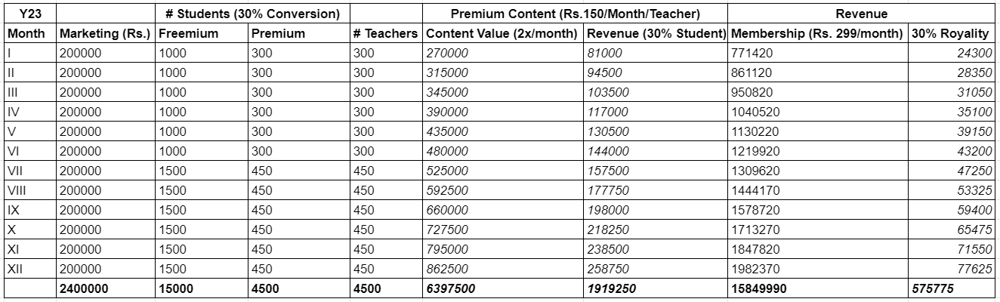 Y23 # Students (30% Conversion) Premium Content (Rs.150/Month/Teacher) Revenue
Month Marketing (Rs.) Freemium Premium # Teachers Content Value (2x/month) Revenue (30% Student) Membership (Rs. 299/month) 30% Royality
I 200000 1000 300 300 270000 81000 771420 24300
II 200000 1000 300 300 315000 94500 861120 28350
III 200000 1000 300 300 345000 103500 950820 31050
IV 200000 1000 300 300 390000 117000 1040520 35100
V 200000 1000 300 300 435000 130500 1130220 39150
VI 200000 1000 300 300 480000 144000 1219920 43200
VII 200000 1500 450 450 525000 157500 1309620 47250
VIII 200000 1500 450 450 592500 177750 1444170 53325
IX 200000 1500 450 450 660000 198000 1578720 59400
X 200000 1500 450 450 727500 218250 1713270 65475
XI 200000 1500 450 450 795000 238500 1847820 71550
XII 200000 1500 450 450 862500 258750 1982370 77625
2400000 15000 4500 4500 6397500 1919250 15849990 575775